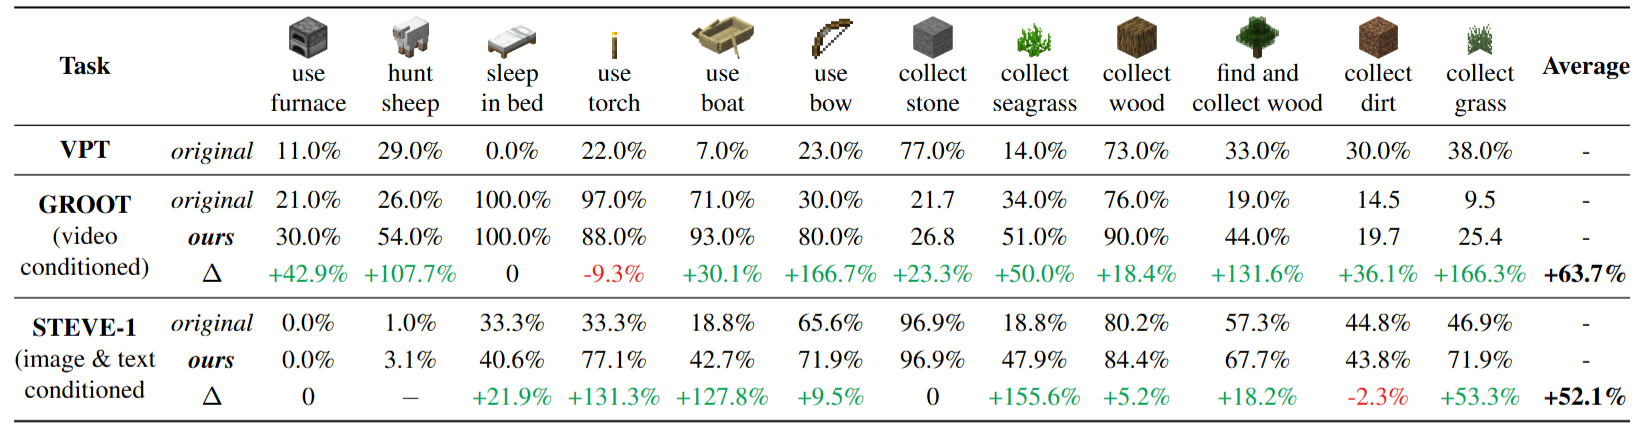 Task use furnace hunt sheep sleep in bed use torch use boat use bow collect stone collect seagrass collect wood find and collect wood collect dirt collect grass Average
VPT original 11.0% 29.0% 0.0% 22.0% 7.0% 23.0% 77.0% 14.0% 73.0% 33.0% 30.0% 38.0% -
GROOT (video conditioned)
original 21.0% 26.0% 100.0% 97.0% 71.0% 30.0% 21.7 34.0% 76.0% 19.0% 14.5 9.5 -
ours 30.0% 54.0% 100.0% 88.0% 93.0% 80.0% 26.8 51.0% 90.0% 44.0% 19.7 25.4 -
Δ +42.9% +107.7% 0 -9.3% +30.1% +166.7% +23.3% +50.0% +18.4% +131.6% +36.1% +166.3% +63.7%
STEVE-1 (image & text conditioned
original 0.0% 1.0% 33.3% 33.3% 18.8% 65.6% 96.9% 18.8% 80.2% 57.3% 44.8% 46.9% -
ours 0.0% 3.1% 40.6% 77.1% 42.7% 71.9% 96.9% 47.9% 84.4% 67.7% 43.8% 71.9% -
Δ 0 — +21.9% +131.3% +127.8% +9.5% 0 +155.6% +5.2% +18.2% -2.3% +53.3% +52.1%